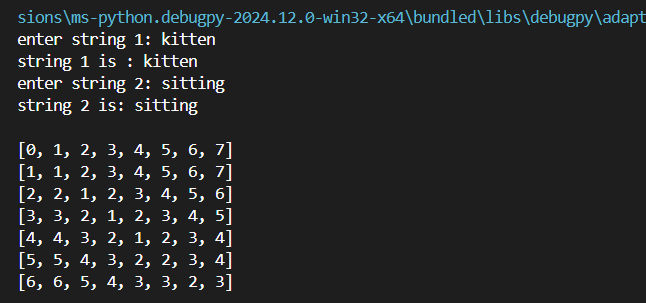 sions\ms-python.debugpy-2024.12.0-win32-x64\bundled\libs\debugpy\adapt
enter string 1: kitten
string 1 is : kitten
enter string 2: sitting
string 2 is: sitting
[0, 1, 2, 3, 4, 5, 6, 7]
[1, 1, 2, 3, 4, 5, 6, 7]
[2, 2, 1, 2, 3, 4, 5, 6]
[3, 3, 2, 1, 2, 3, 4, 5]
[4, 4, 3, 2, 1, 2, 3, 4]
[5, 5, 4, 3, 2, 2, 3, 4]
[6, 6, 5, 4, 3, 3, 2, 3]